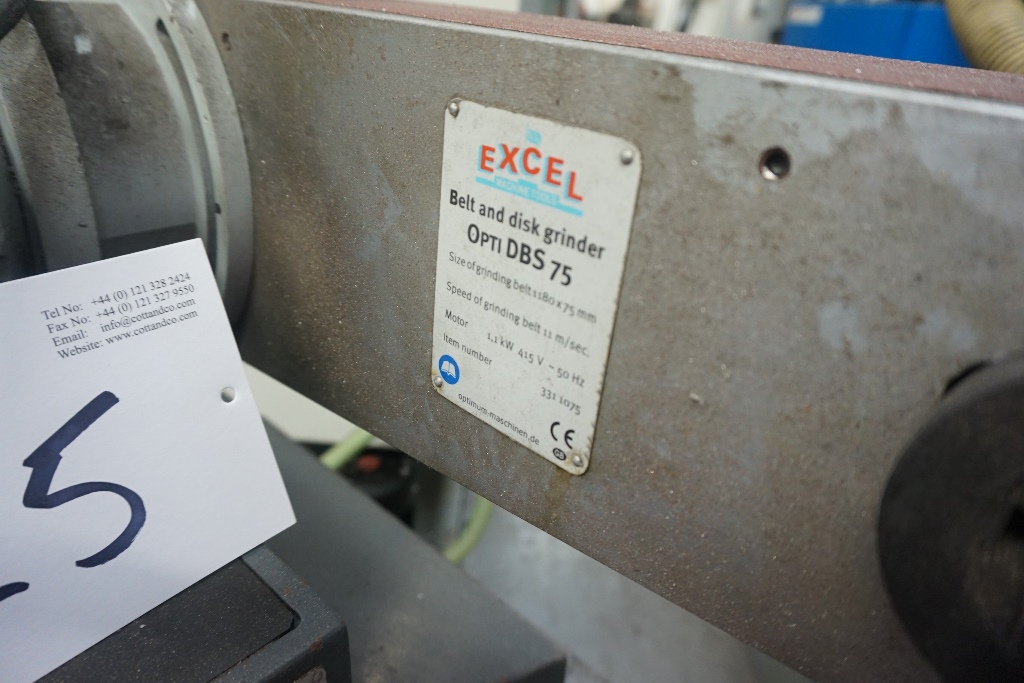 EXCEL
MACHINE TOOLS
Belt and disk grinder
OPTI DBS 75
Size of grinding belt 1180 x 75 mm
Speed of grinding belt 11 m/sec.
Motor 1,1 kW 415 V ~ 50 Hz
Item number 331 1075
optimum-maschinen.de
CE
GB
Tel No: +44 (0) 121 328 2424
Fax No: +44 (0) 121 327 9550
Email: info@cottandco.com
Website: www.cottandco.com
5